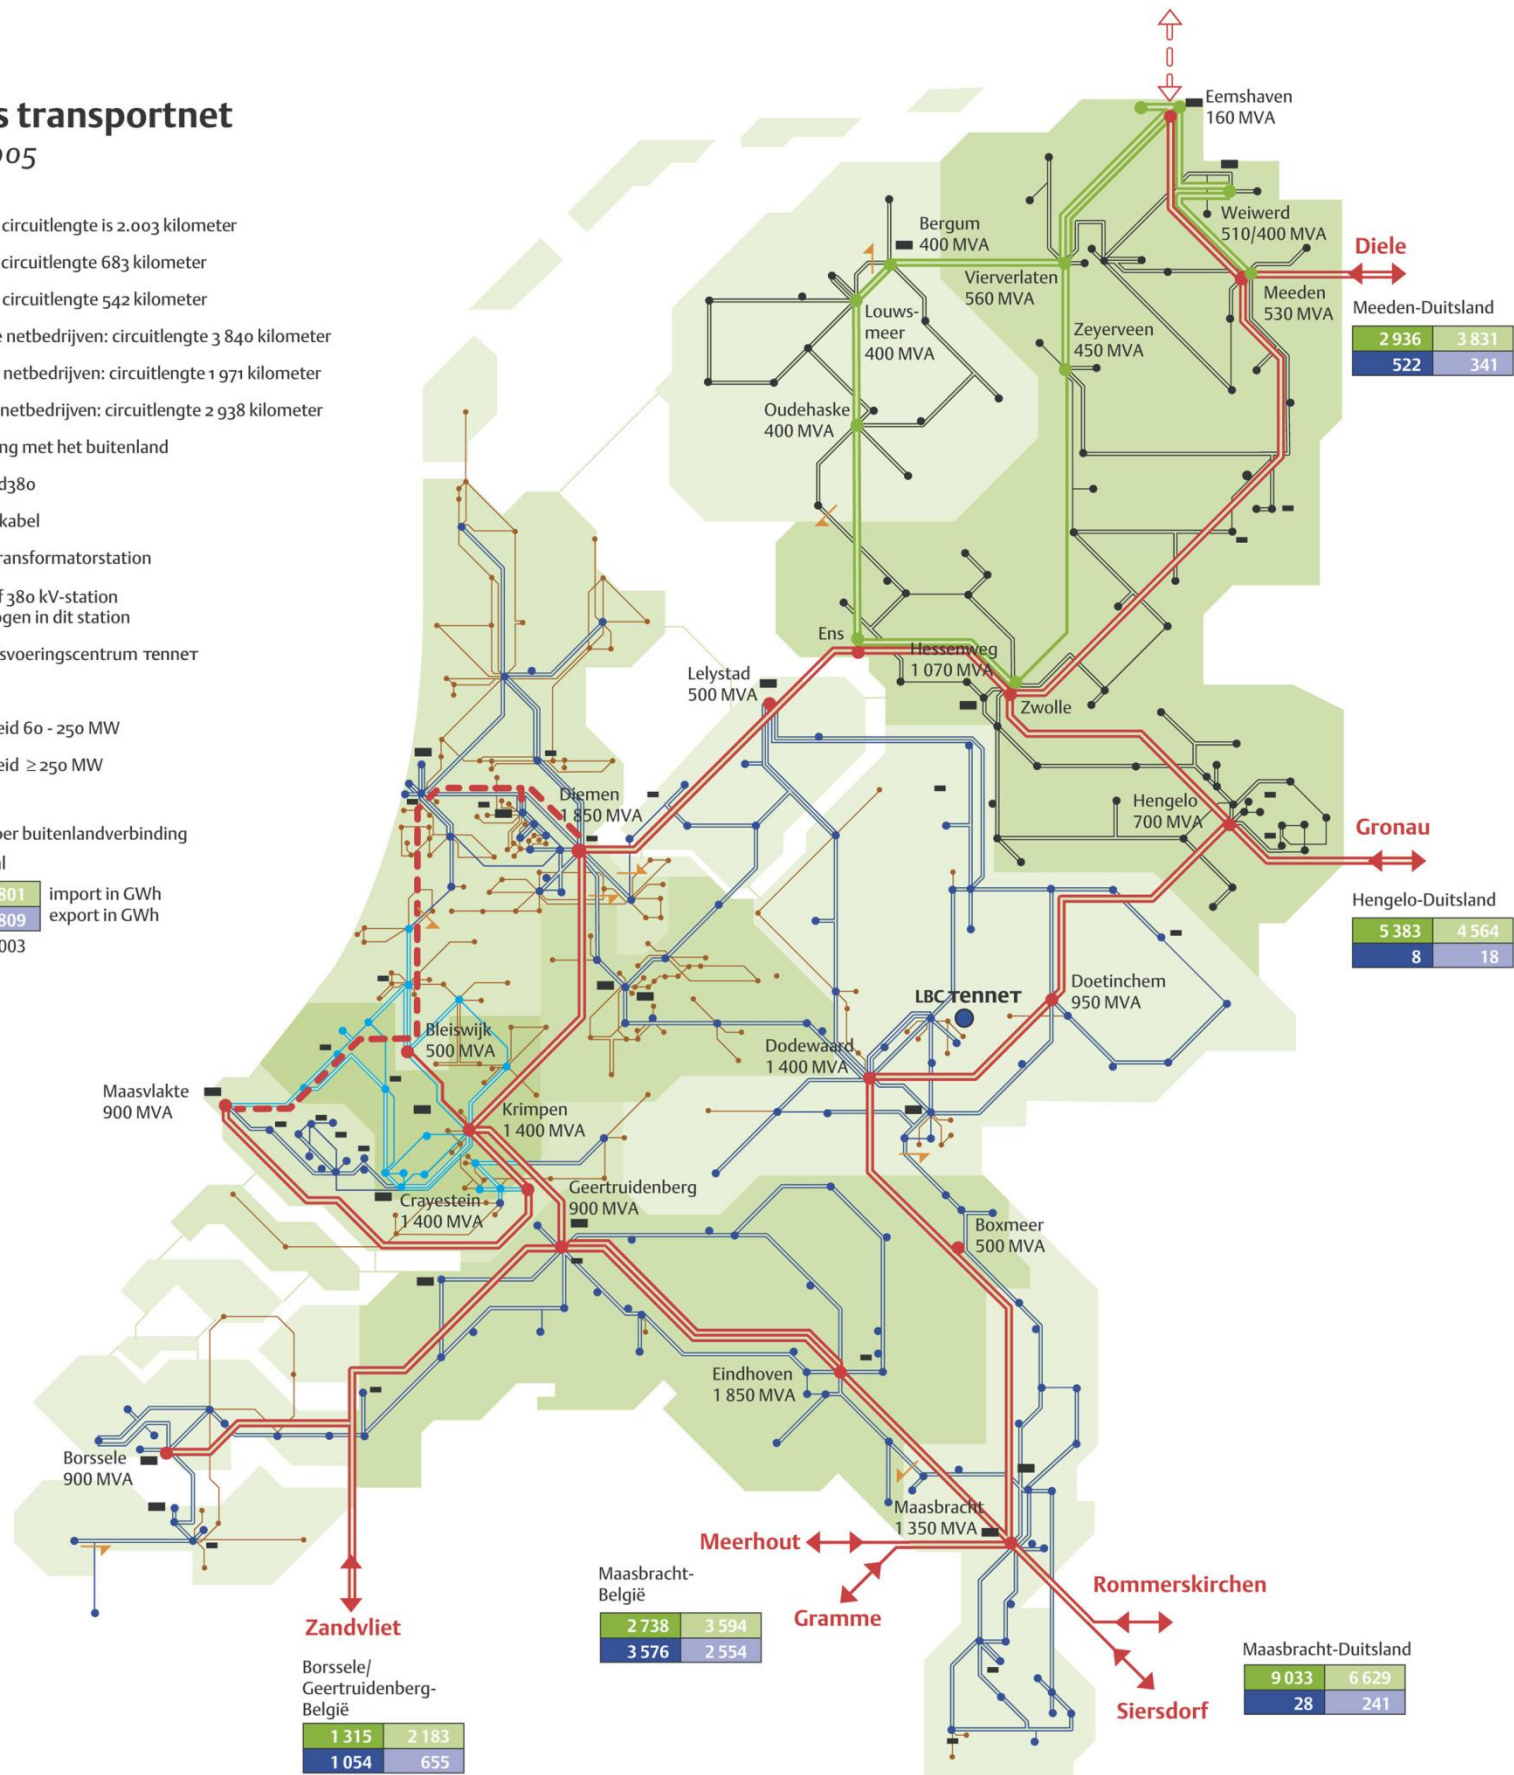 s transportnet
005
circuitlengte is 2.003 kilometer
circuitlengte 683 kilometer
circuitlengte 542 kilometer
e netbedrijven: circuitlengte 3 840 kilometer
netbedrijven: circuitlengte 1 971 kilometer
netbedrijven: circuitlengte 2 938 kilometer
ng met het buitenland
d380
kabel
ransformatorstation
f 380 kV-station
ogen in dit station
svoeringscentrum TenneT
eid 60 - 250 MW
eid ≥ 250 MW
per buitenlandverbinding
al
801 import in GWh
809 export in GWh
003
Eemshaven
160 MVA
Weiwerd
510/400 MVA
Bergum
400 MVA
Vierverlaten
560 MVA
Diele
Meeden
530 MVA
Meeden-Duitsland
2 936 3 831
522 341
Louws-
meer
400 MVA
Zeyerveen
450 MVA
Oudehaske
400 MVA
Ens
Hessenweg
1 070 MVA
Lelystad
500 MVA
Zwolle
Diemen
1 850 MVA
Hengelo
700 MVA
Gronau
Hengelo-Duitsland
5 383 4 564
8 18
Doetinchem
950 MVA
LBC TenneT
Bleiswijk
500 MVA
Dodewaard
1 400 MVA
Maasvlakte
900 MVA
Krimpen
1 400 MVA
Crayestein
1 400 MVA
Geertruidenberg
900 MVA
Boxmeer
500 MVA
Eindhoven
1 850 MVA
Borssele
900 MVA
Maasbracht
1 350 MVA
Meerhout
Gramme
Rommerskirchen
Siersdorf
Zandvliet
Maasbracht-
België
2 738 3 594
3 576 2 554
Maasbracht-Duitsland
9 033 6 629
28 241
Borssele/
Geertruidenberg-
België
1 315 2 183
1 054 655